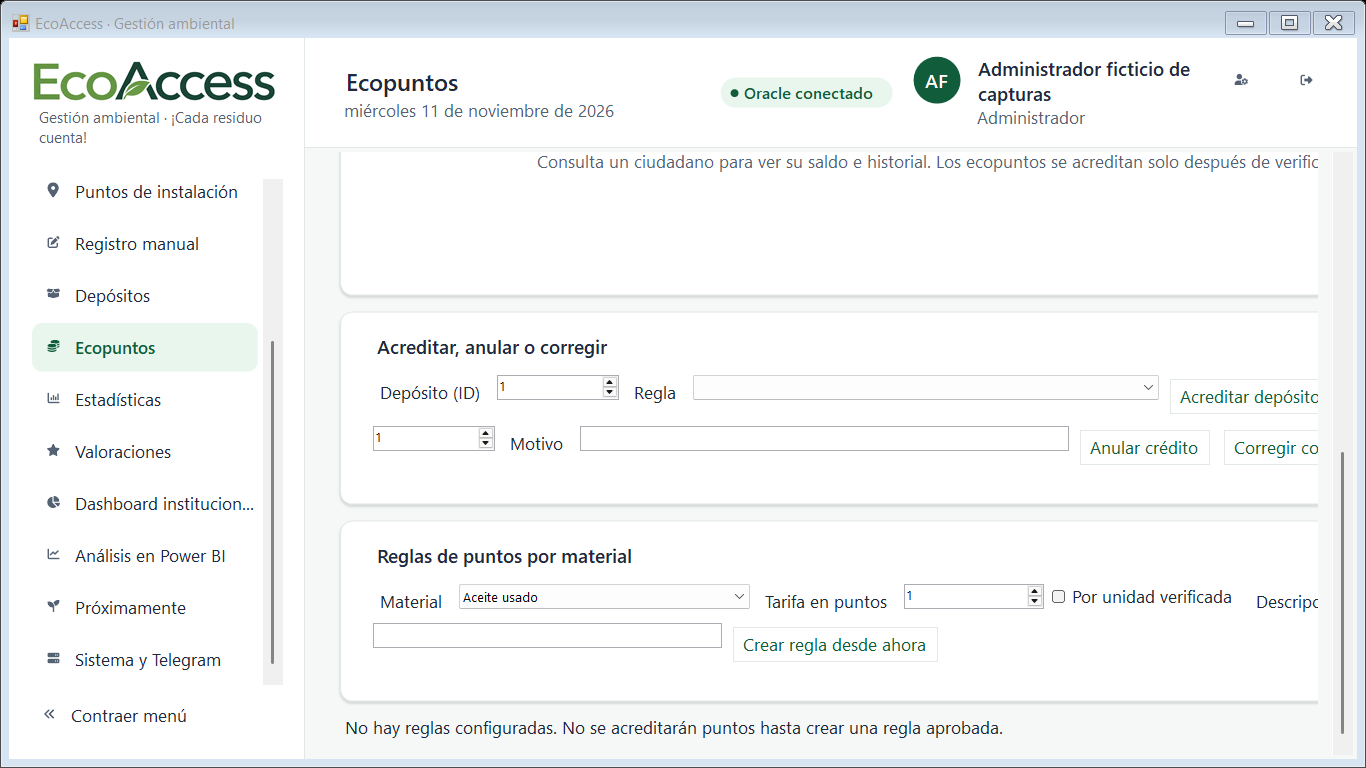 EcoAccess · Gestión ambiental
EcoAccess
Gestión ambiental · ¡Cada residuo
cuenta!
Puntos de instalación
Registro manual
Depósitos
Ecopuntos
Estadísticas
Valoraciones
Dashboard institucion...
Análisis en Power BI
Próximamente
Sistema y Telegram
Contraer menú
Ecopuntos
miércoles 11 de noviembre de 2026
Oracle conectado
AF
Administrador ficticio de
capturas
Administrador
Consulta un ciudadano para ver su saldo e historial. Los ecopuntos se acreditan solo después de verific
Acreditar, anular o corregir
Depósito (ID) 1 Regla Acreditar depósito
1 Motivo Anular crédito Corregir co
Reglas de puntos por material
Material Aceite usado Tarifa en puntos 1 Por unidad verificada Descripc
Crear regla desde ahora
No hay reglas configuradas. No se acreditarán puntos hasta crear una regla aprobada.